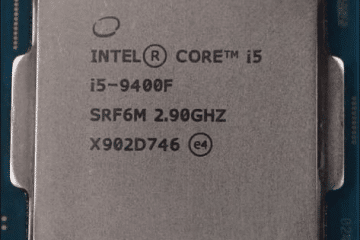 INTEL® CORE™ i5
i5-9400F
SRF6M 2.90GHZ
X902D746 e4